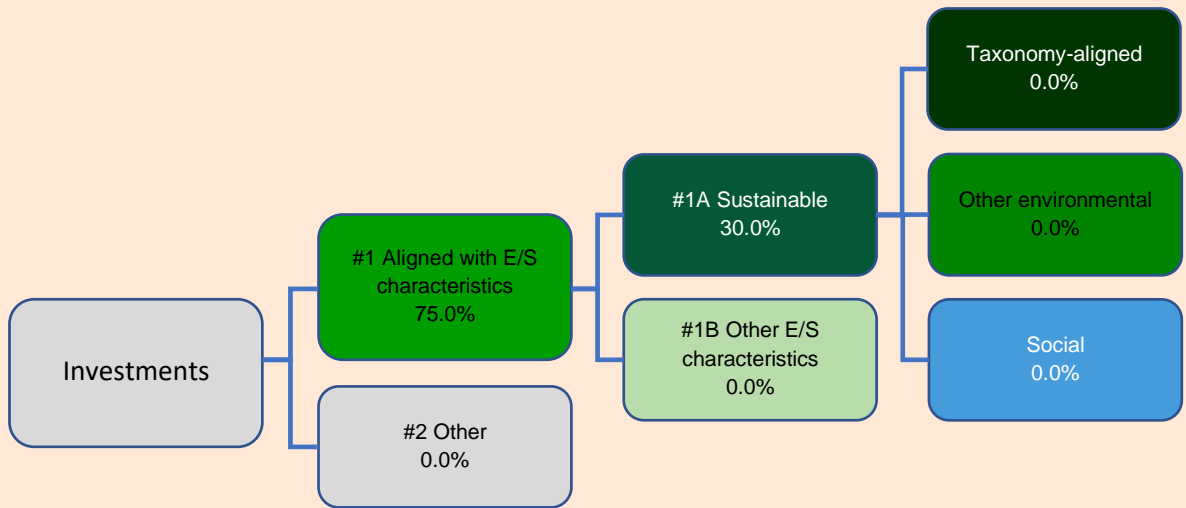 Investments
#1 Aligned with E/S
characteristics
75.0%
#2 Other
0.0%
#1A Sustainable
30.0%
#1B Other E/S
characteristics
0.0%
Taxonomy-aligned
0.0%
Other environmental
0.0%
Social
0.0%